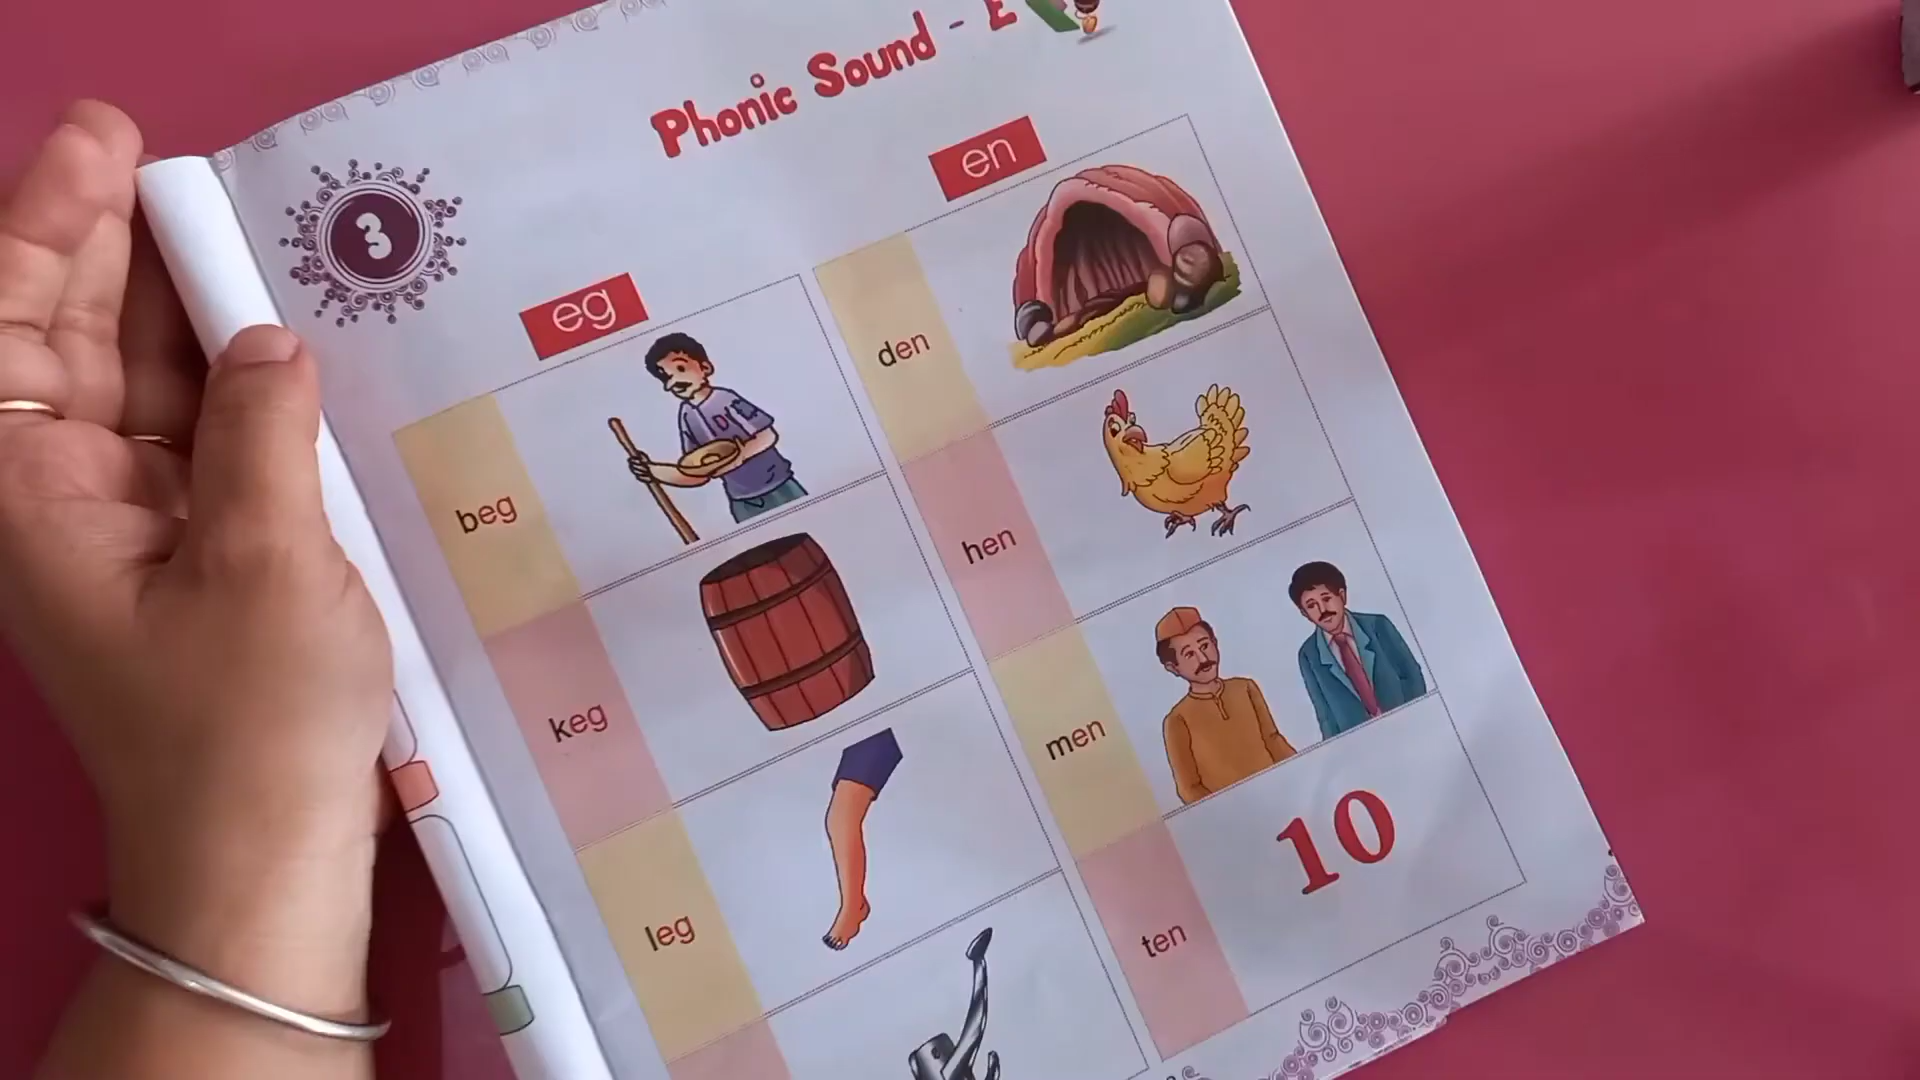 Phonic Sound - E
3
eg
beg
keg
leg
en
den
hen
men
ten
10